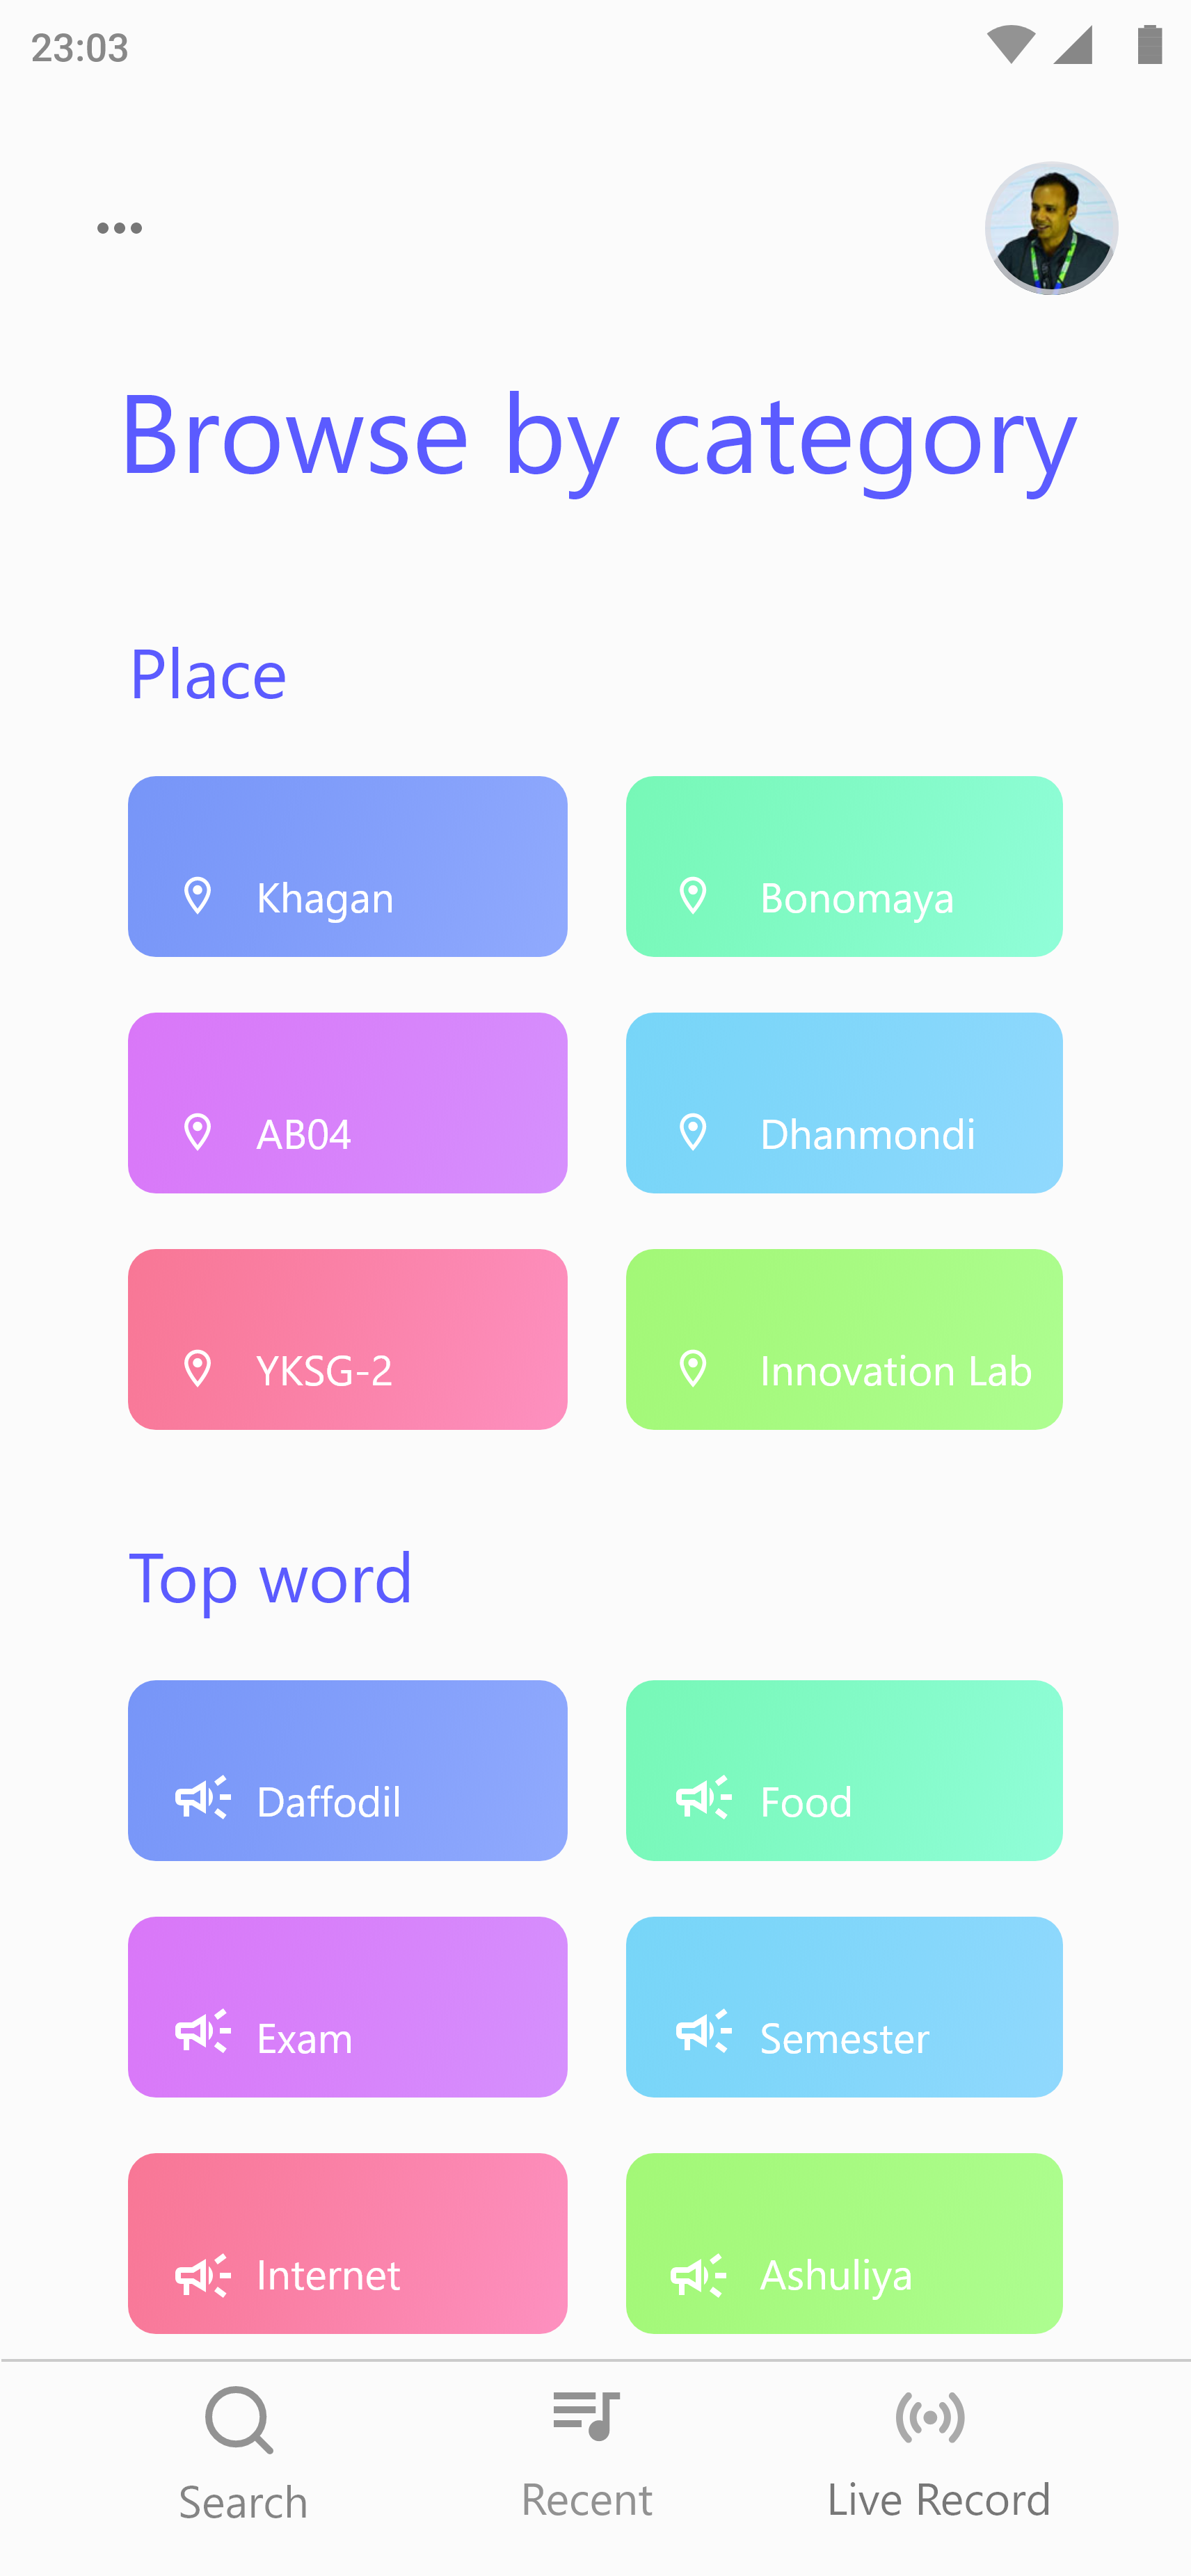 23:03
Browse by category
Place
Khagan
Bonomaya
AB04
Dhanmondi
YKSG-2
Innovation Lab
Top word
Daffodil
Food
Exam
Semester
Internet
Ashuliya
Search
Recent
Live Record